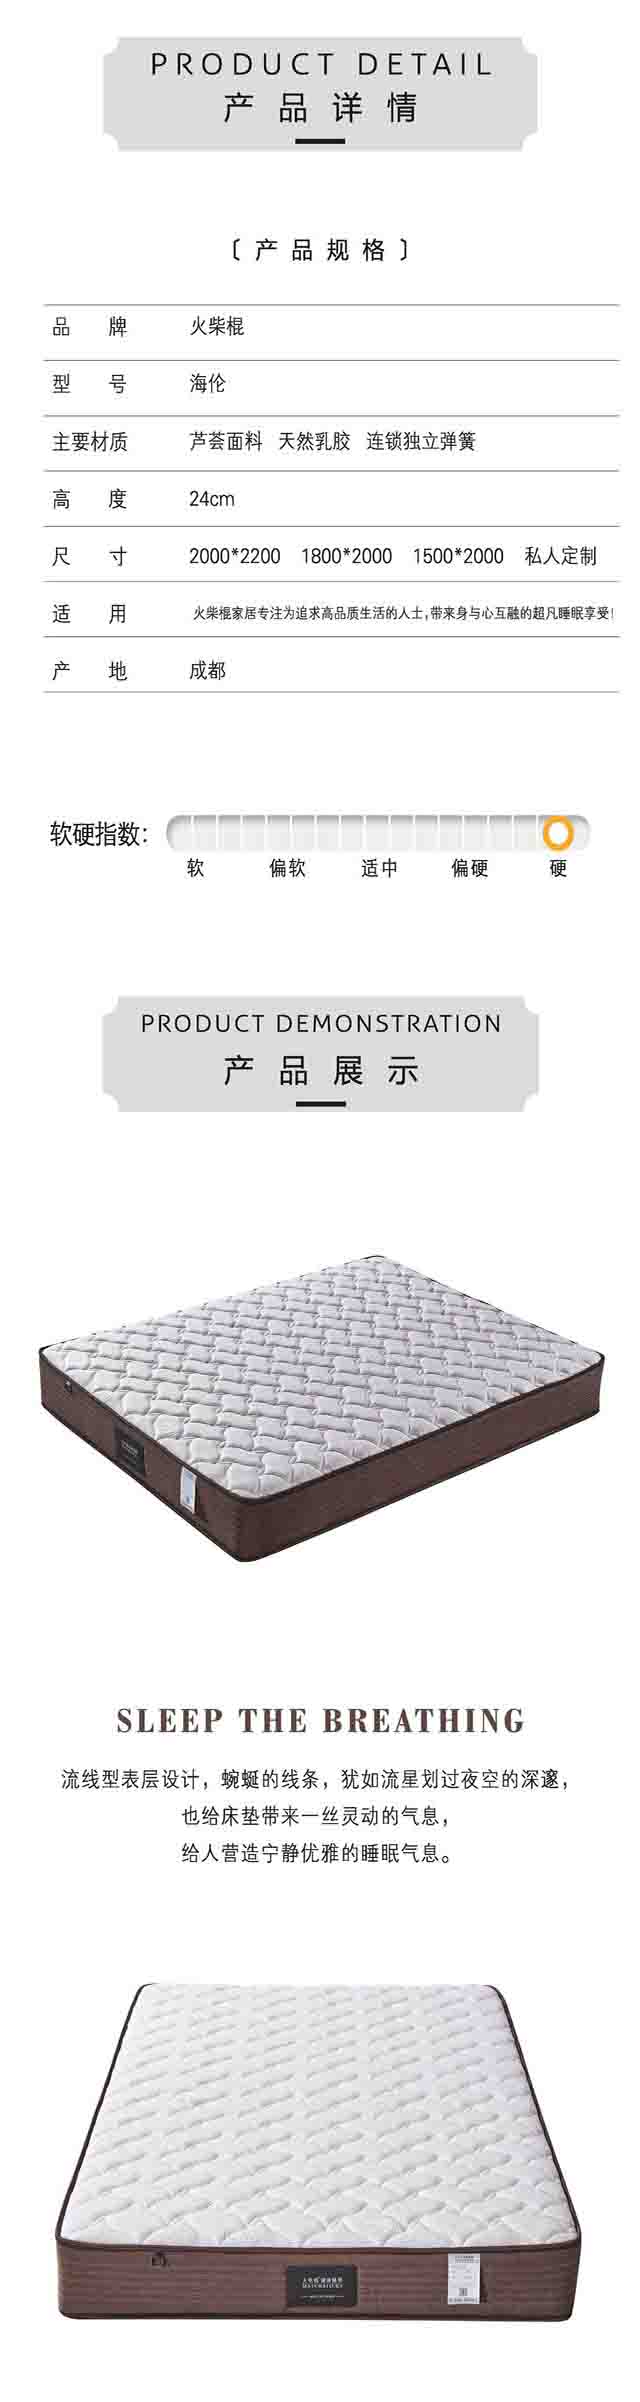 PRODUCT DETAIL
产品详情
〔产品规格〕
品牌 火柴棍
型号 海伦
主要材质 芦荟面料 天然乳胶 连锁独立弹簧
高度 24cm
尺寸 2000*2200 1800*2000 1500*2000 私人定制
适用 火柴棍家居专注为追求高品质生活的人士,带来身与心互融的超凡睡眠享受!
产地 成都
软硬指数：
软 偏软 适中 偏硬 硬
PRODUCT DEMONSTRATION
产品展示
SLEEP THE BREATHING
流线型表层设计，蜿蜒的线条，犹如流星划过夜空的深邃，
也给床垫带来一丝灵动的气息，
给人营造宁静优雅的睡眠气息。